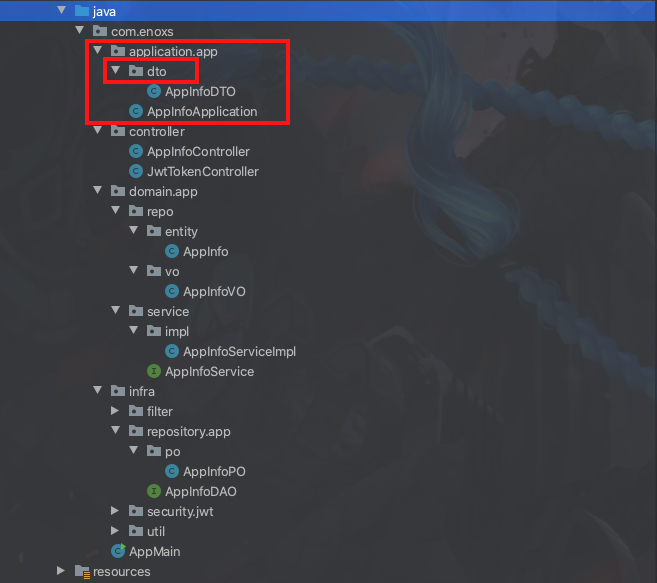 java
com.enoxs
application.app
dto
AppInfoDTO
AppInfoApplication
controller
AppInfoController
JwtTokenController
domain.app
repo
entity
AppInfo
vo
AppInfoVO
service
impl
AppInfoServiceImpl
AppInfoService
infra
filter
repository.app
po
AppInfoPO
AppInfoDAO
security.jwt
util
AppMain
resources